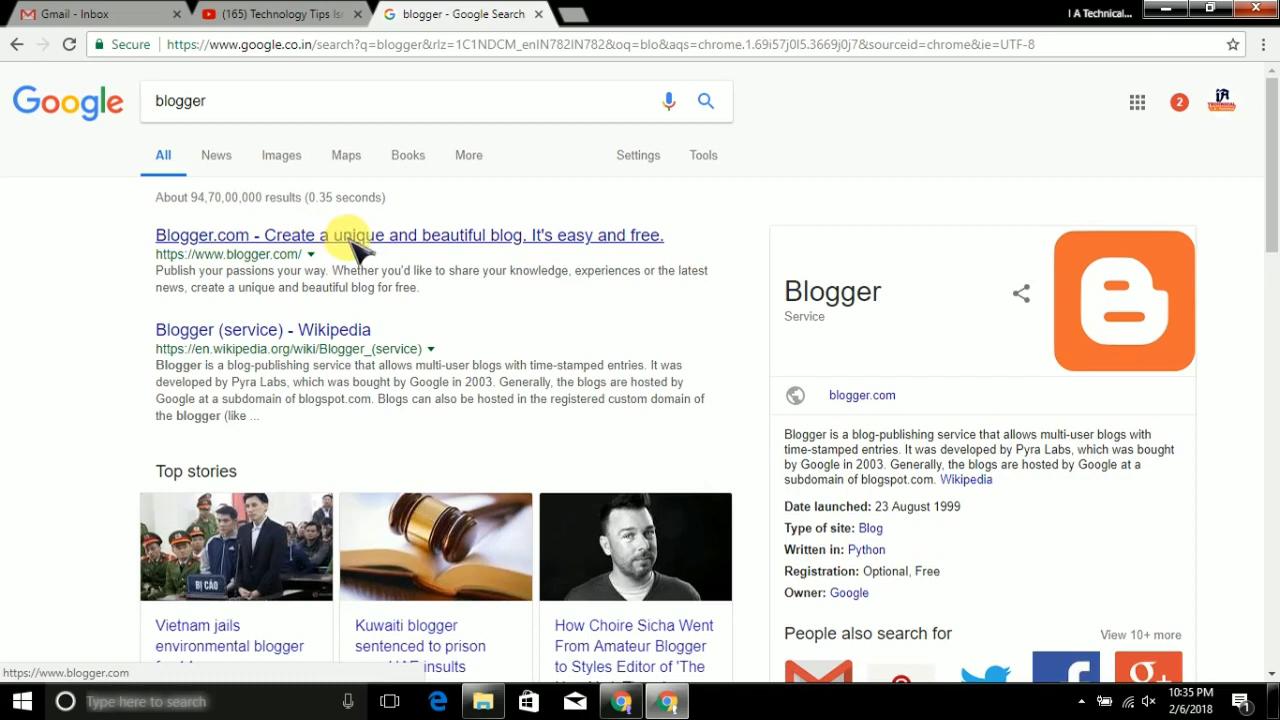 Gmail - Inbox
(165) Technology Tips Is
blogger - Google Search
I A Technical...
Secure
https://www.google.co.in/search?q=blogger&rlz=1C1NDCM_enIN782IN782&oq=blo&aqs=chrome.1.69i57j0l5.3669j0j7&sourceid=chrome&ie=UTF-8
Google
blogger
2
All
News
Images
Maps
Books
More
Settings
Tools
About 94,70,00,000 results (0.35 seconds)
Blogger.com - Create a unique and beautiful blog. It's easy and free.
https://www.blogger.com/
Publish your passions your way. Whether you'd like to share your knowledge, experiences or the latest
news, create a unique and beautiful blog for free.
Blogger (service) - Wikipedia
https://en.wikipedia.org/wiki/Blogger_(service)
Blogger is a blog-publishing service that allows multi-user blogs with time-stamped entries. It was
developed by Pyra Labs, which was bought by Google in 2003. Generally, the blogs are hosted by
Google at a subdomain of blogspot.com. Blogs can also be hosted in the registered custom domain of
the blogger (like ...
Top stories
BỊ CÁO
Vietnam jails
environmental blogger
Kuwaiti blogger
sentenced to prison
insults
How Choire Sicha Went
From Amateur Blogger
to Styles Editor of 'The
Blogger
Service
blogger.com
Blogger is a blog-publishing service that allows multi-user blogs with
time-stamped entries. It was developed by Pyra Labs, which was bought
by Google in 2003. Generally, the blogs are hosted by Google at a
subdomain of blogspot.com. Wikipedia
Date launched: 23 August 1999
Type of site: Blog
Written in: Python
Registration: Optional, Free
Owner: Google
People also search for
View 10+ more
https://www.blogger.com
Type here to search
10:35 PM
2/6/2018
1